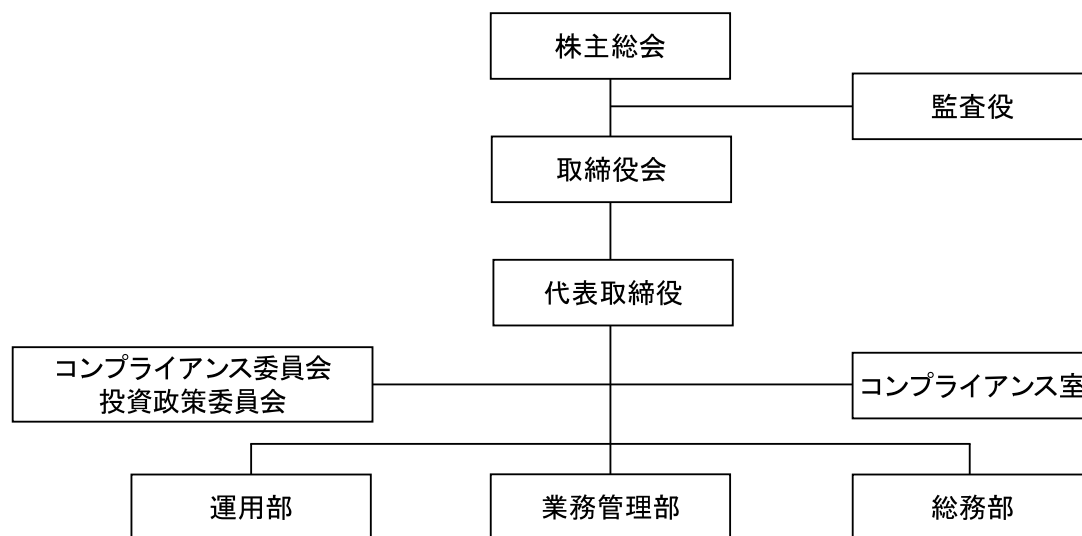 株主総会
監査役
取締役会
代表取締役
コンプライアンス委員会
投資政策委員会
コンプライアンス室
運用部
業務管理部
総務部